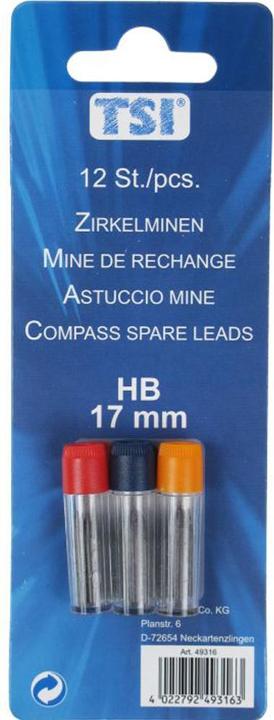 TSI®
12 St./pcs.
ZIRKELMINEN
MINE DE RECHANGE
ASTUCCIO MINE
COMPASS SPARE LEADS
HB
17 mm
Co. KG
Planstr. 6
D-72654 Neckartenzlingen
Art. 49316
4 022792 493163